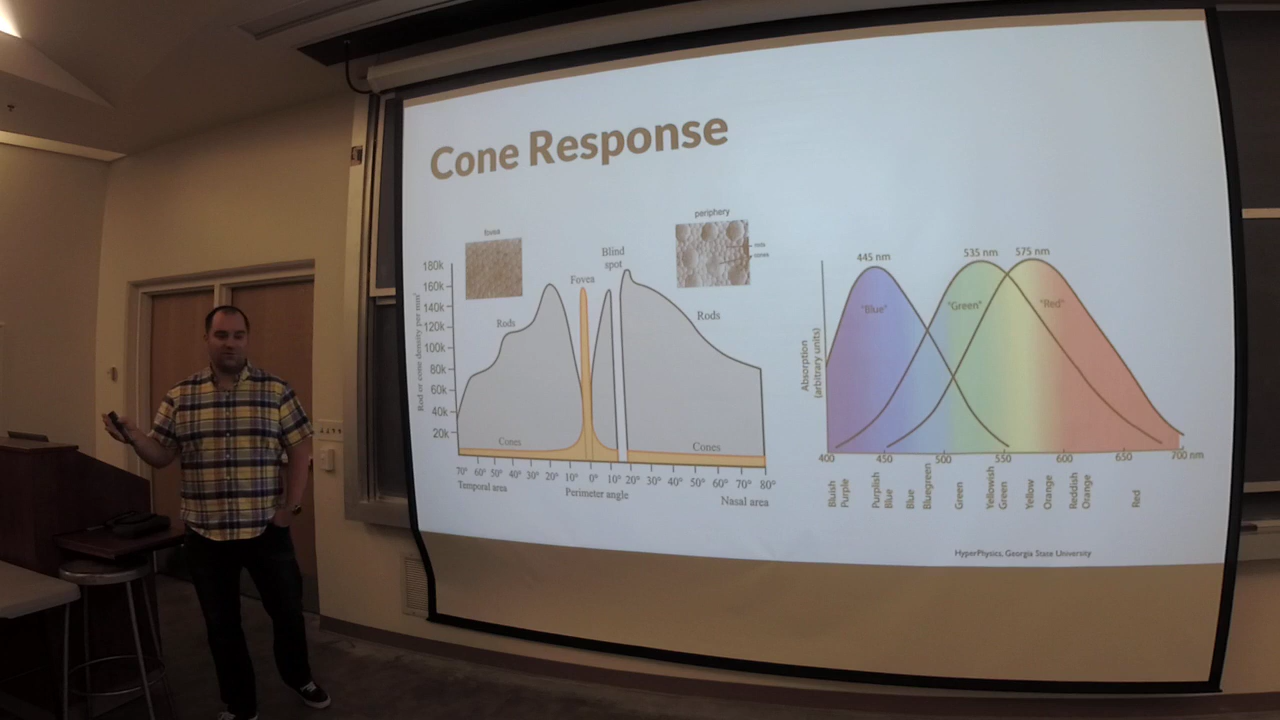 Cone Response
fovea
periphery
rods
cones
Blind
spot
Fovea
Rods
Rods
Cones
Cones
Rod or cone density per mm²
180k
160k
140k
120k
100k
80k
60k
40k
20k
70° 60° 50° 40° 30° 20° 10° 0° 10° 20° 30° 40° 50° 60° 70° 80°
Temporal area
Perimeter angle
Nasal area
445 nm
535 nm
575 nm
"Blue"
"Green"
"Red"
Absorption
(arbitrary units)
400 450 500 550 600 650 700 nm
Bluish
Purple
Purplish
Blue
Blue
Bluegreen
Green
Yellowish
Green
Yellow
Orange
Reddish
Orange
Red
HyperPhysics, Georgia State University